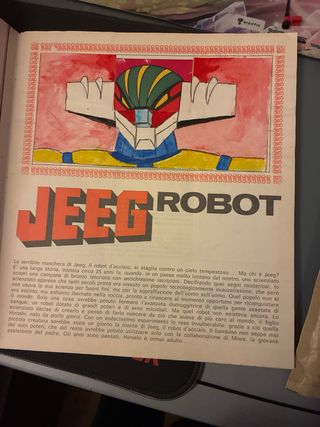 JEEG ROBOT
La terribile maschera di Jeeg, il robot d'acciaio, si staglia contro un cielo tempestoso... Ma chi è Jeeg?
E' una lunga storia, iniziata circa 25 anni fa, quando, in un paese molto lontano dal nostro, uno scienziato
scoprì una campana di bronzo istoriata con antichissime iscrizioni. Decifrando quei segni misteriosi, lo
scienziato apprese che tanti secoli prima era vissuto un popolo tecnologicamente avanzatissimo, che però
non usava la sua scienza per buoni fini, ma per la sopraffazione dell'uomo sull'uomo. Quel popolo non si
era estinto, ma soltanto ibernato nella roccia, pronto a rinascere al momento opportuno per riconquistare
il mondo. Solo una cosa avrebbe potuto fermare l'avanzata distruggitrice di quella gente assetata di
sangue: un robot dotato di grandi poteri e di armi micidiali. Ma quel robot non esisteva ancora. Lo
scienziato decise di crearlo e pensò di farlo nascere da ciò che aveva di più caro al mondo, il figlio
Hiroshi, nato da pochi giorni. Con un audacissimo esperimento lo rese invulnerabile: grazie a ciò quella
piccola creatura sarebbe stata un giorno la mente di Jeeg, il robot d'acciaio. Il bambino non seppe mai
dei suoi poteri, che del resto avrebbe potuto utilizzare solo con la collaborazione di Miwa, la giovane
assistente del padre. Gli anni sono passati. Hiroshi è ormai adulto